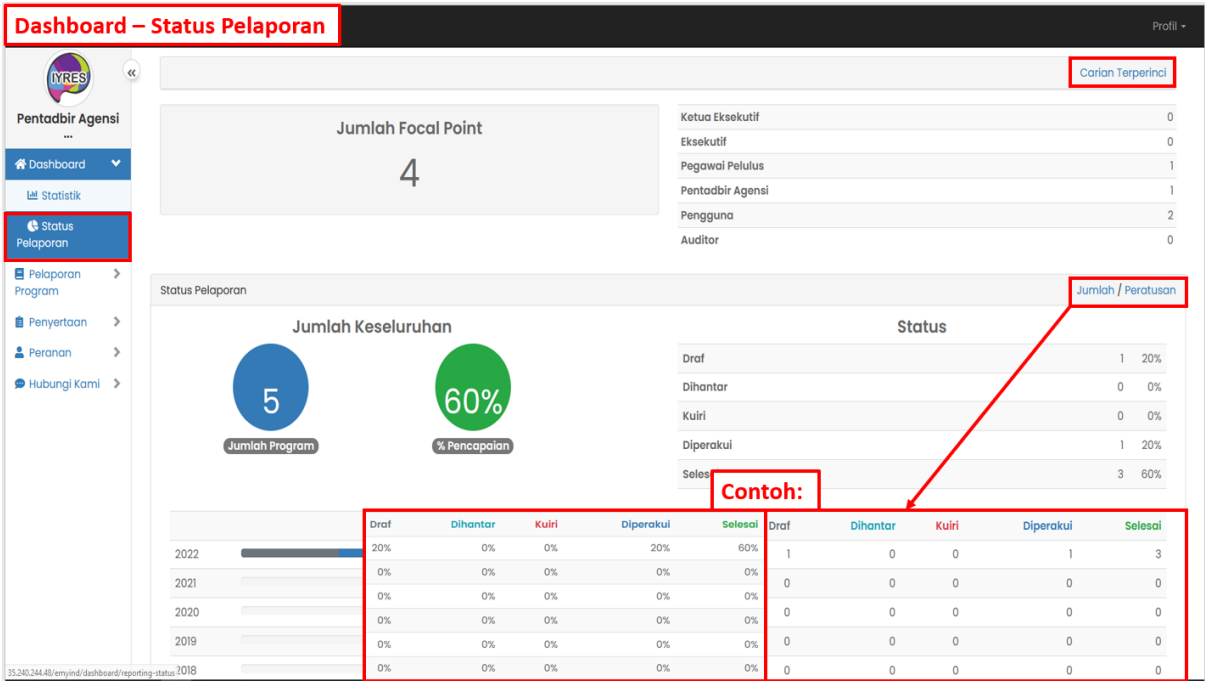 Dashboard – Status Pelaporan
Profil
IYRES
«
Carian Terperinci
Pentadbir Agensi
...
Dashboard
Statistik
Status
Pelaporan
Pelaporan
Program
Penyertaan
Peranan
Hubungi Kami
Jumlah Focal Point
4
Ketua Eksekutif 0
Eksekutif 0
Pegawai Pelulus 1
Pentadbir Agensi 1
Pengguna 2
Auditor 0
Status Pelaporan
Jumlah / Peratusan
Jumlah Keseluruhan
5
Jumlah Program
60%
% Pencapaian
Status
Draf 1 20%
Dihantar 0 0%
Kuiri 0 0%
Diperakui 1 20%
Seles 3 60%
Contoh:
Draf Dihantar Kuiri Diperakui Selesai
20% 0% 0% 20% 60%
0% 0% 0% 0% 0%
0% 0% 0% 0% 0%
0% 0% 0% 0% 0%
0% 0% 0% 0% 0%
0% 0% 0% 0% 0%
Draf Dihantar Kuiri Diperakui Selesai
1 0 0 1 3
0 0 0 0 0
0 0 0 0 0
0 0 0 0 0
0 0 0 0 0
2022
2021
2020
2019
2018
35.240.244.48/emyind/dashboard/reporting-status